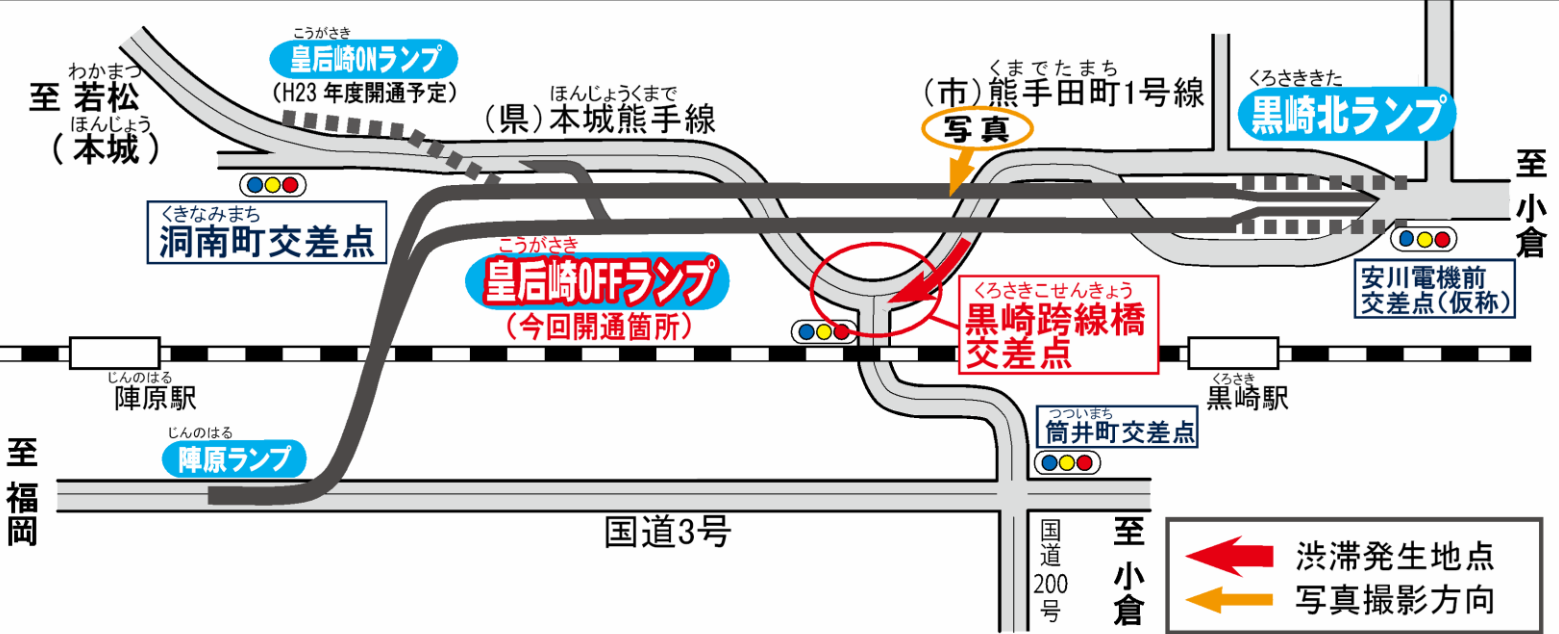 こうがさき
皇后崎ONランプ
(H23 年度開通予定)
わかまつ
至 若松
ほんじょう
(本城)
ほんじょうくまで
(県)本城熊手線
くまでたまち
(市)熊手田町1号線
写真
くろさききた
黒崎北ランプ
至 小倉
くきなみまち
洞南町交差点
こうがさき
皇后崎OFFランプ
(今回開通箇所)
くろさきこせんきょう
黒崎跨線橋
交差点
安川電機前
交差点(仮称)
じんのはる
陣原駅
くろさき
黒崎駅
じんのはる
陣原ランプ
つついまち
筒井町交差点
至 福岡
国道3号
国道200号
至 小倉
渋滞発生地点
写真撮影方向